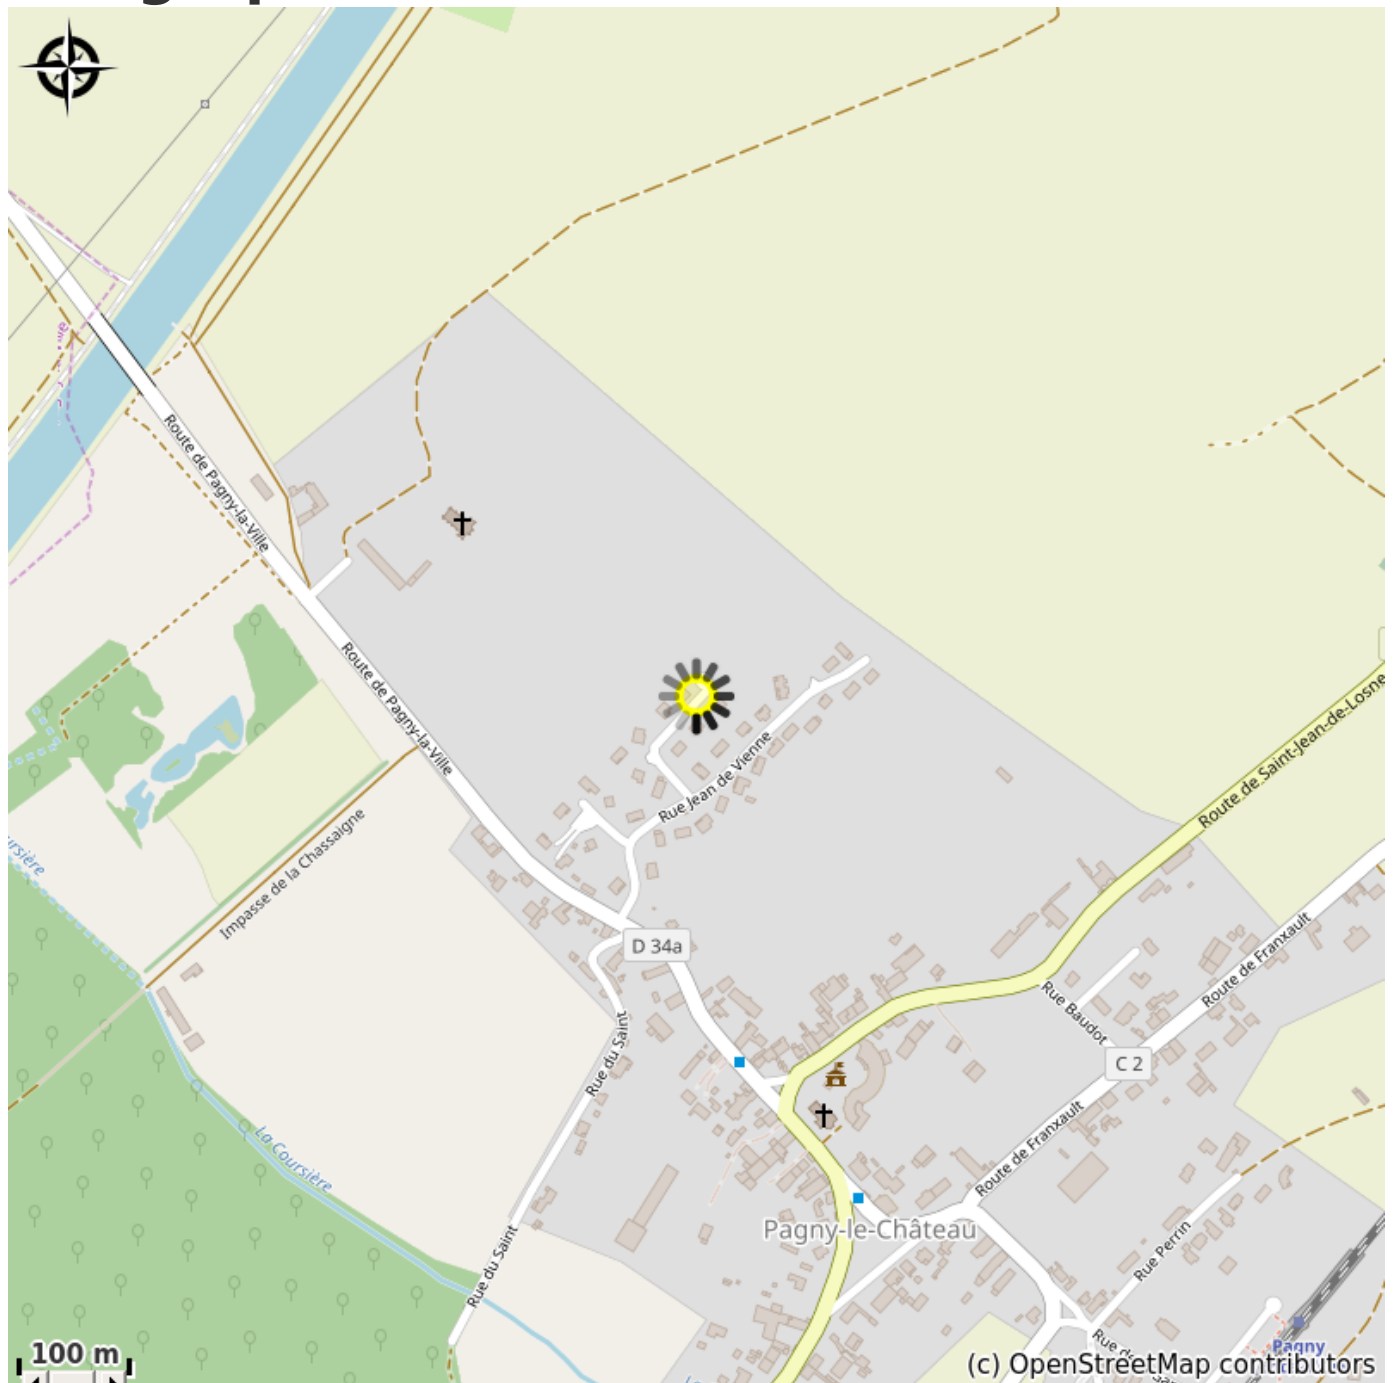 Route de Pagny-la-Ville
Route de Pagny-la-Ville
Rue Jean de Vienne
Route de Saint-Jean-de-Losne
Impasse de la Chassaigne
D 34a
Route de Franxault
Rue Baudot
C 2
Rue du Saint
Route de Franxault
La Coursière
Pagny-le-Château
Rue Perrin
Rue du Saint
Pagny
100 m
(c) OpenStreetMap contributors